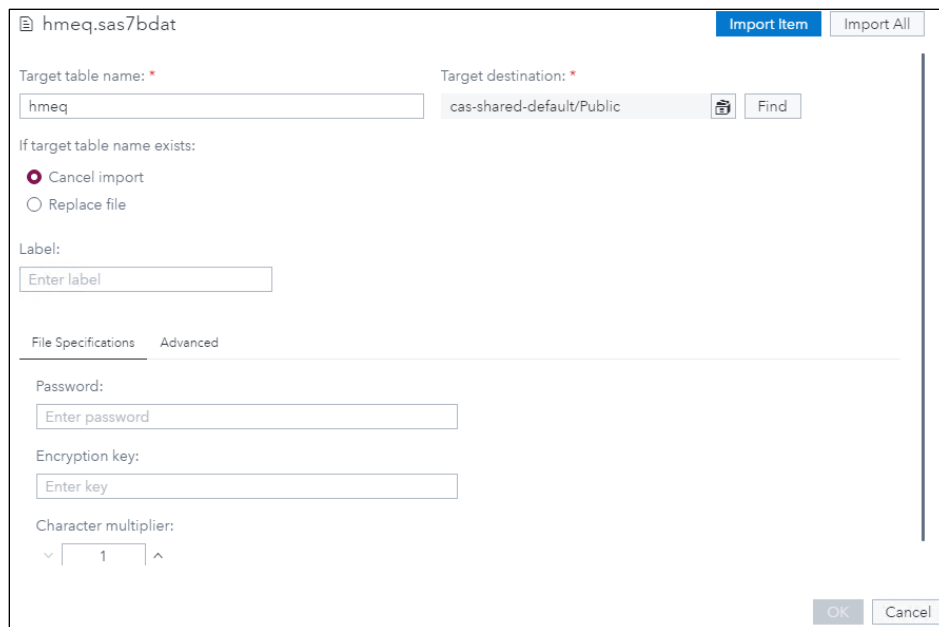 hmeq.sas7bdat
Import Item
Import All
Target table name: *
Target destination: *
hmeq
cas-shared-default/Public
Find
If target table name exists:
Cancel import
Replace file
Label:
Enter label
File Specifications
Advanced
Password:
Enter password
Encryption key:
Enter key
Character multiplier:
1
OK
Cancel